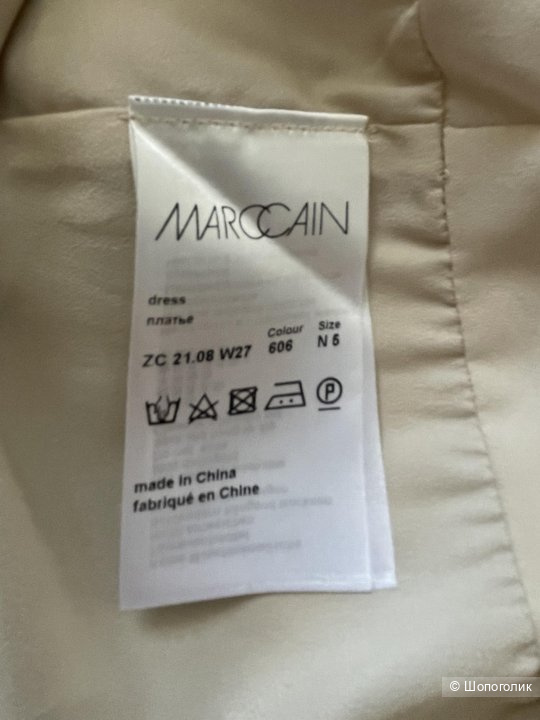 MARCCAIN
dress
платье
ZC 21.08 W27
Colour
606
Size
N 5
P
made in China
fabriqué en Chine
© Шопоголик